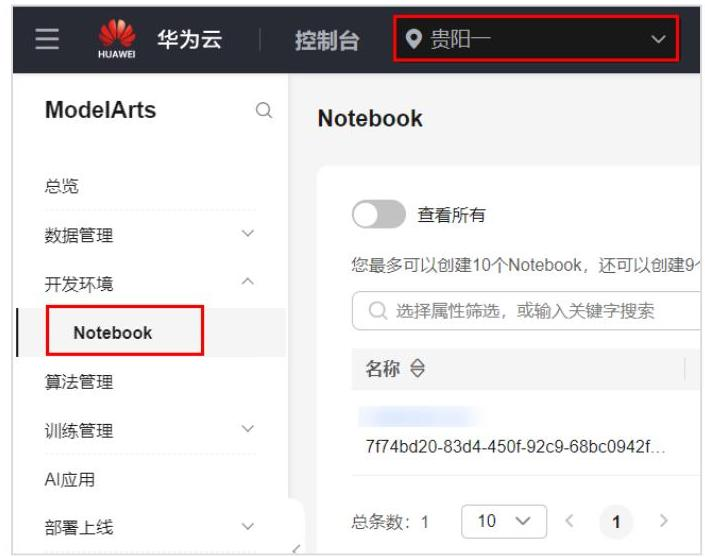 HUAWEI
华为云
控制台
贵阳一
ModelArts
总览
数据管理
开发环境
Notebook
算法管理
训练管理
AI应用
部署上线
Notebook
查看所有
您最多可以创建10个Notebook，还可以创建9
选择属性筛选，或输入关键字搜索
名称
7f74bd20-83d4-450f-92c9-68bc0942f...
总条数：1
10
1